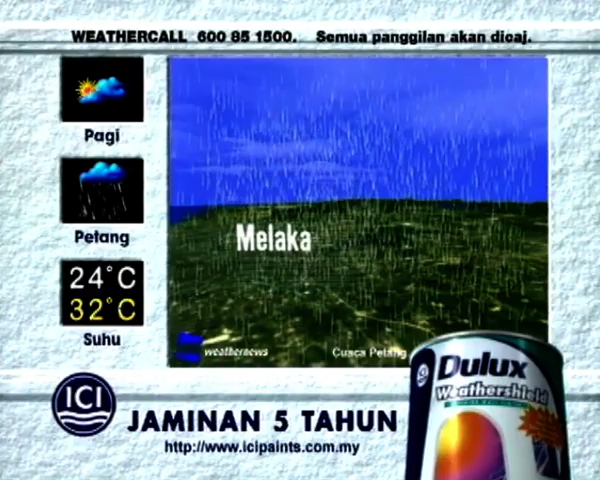 WEATHERCALL 600 85 1500. Semua panggilan akan dicaj.
Pagi
Petang
24°C
32°C
Suhu
Melaka
weathernews
Cuaca Petang
ICI
JAMINAN 5 TAHUN
http://www.icipaints.com.my
Dulux
Weathershield